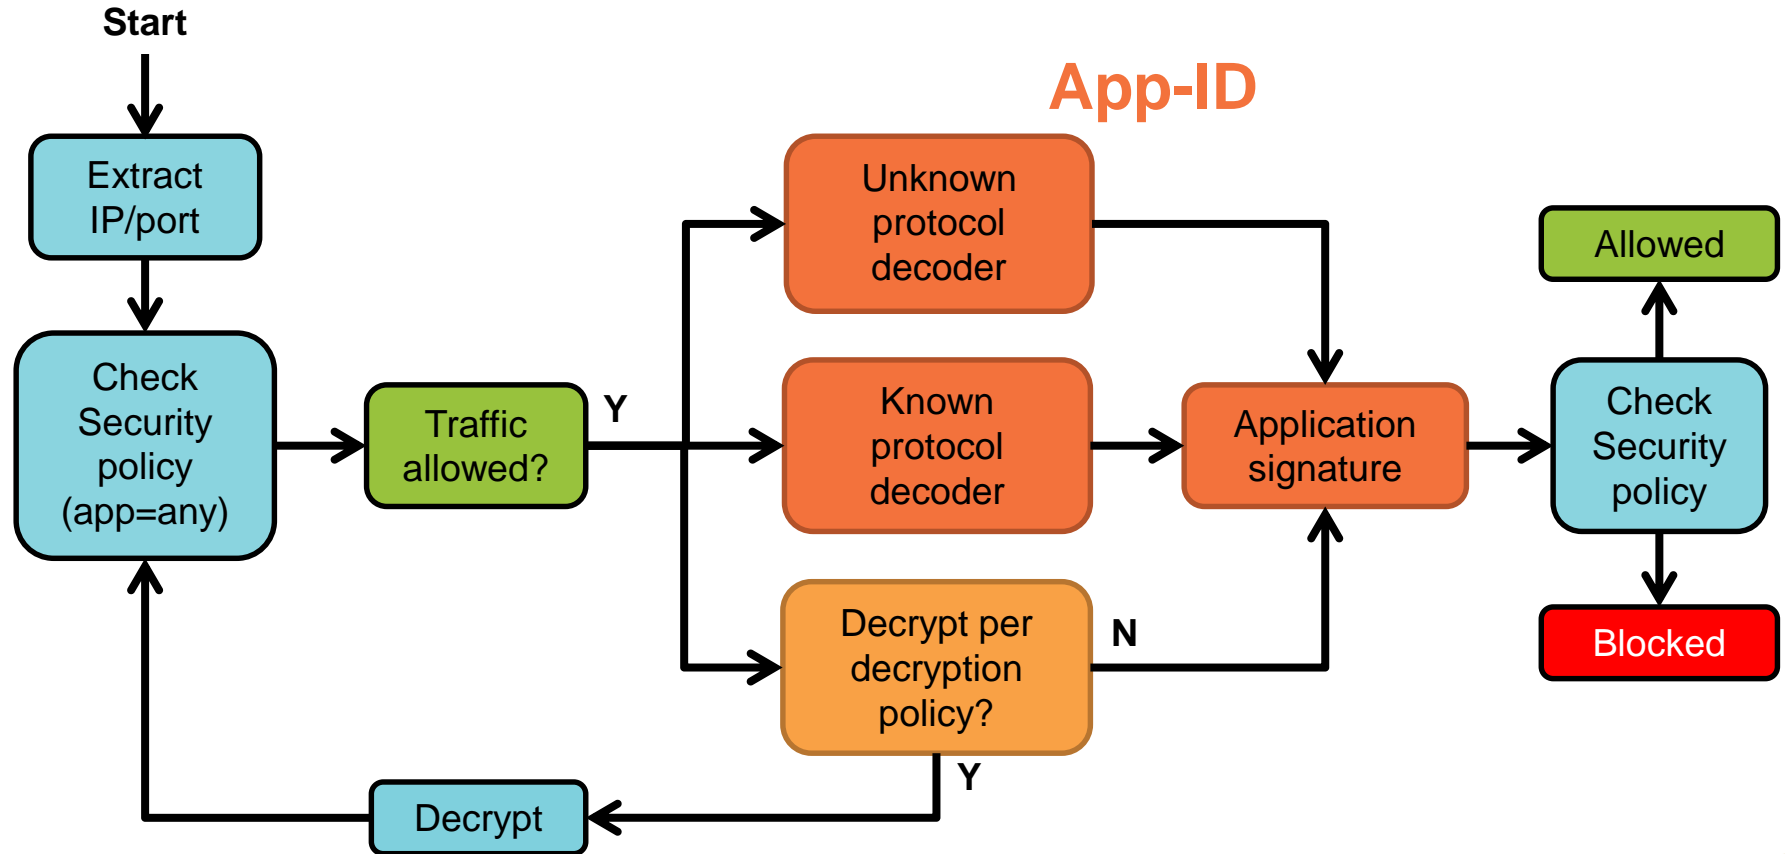 Start
App-ID
Extract
IP/port
Unknown
protocol
decoder
Allowed
Check
Security
policy
(app=any)
Traffic
allowed?
Y
Known
protocol
decoder
Application
signature
Check
Security
policy
Decrypt per
decryption
policy?
N
Blocked
Y
Decrypt